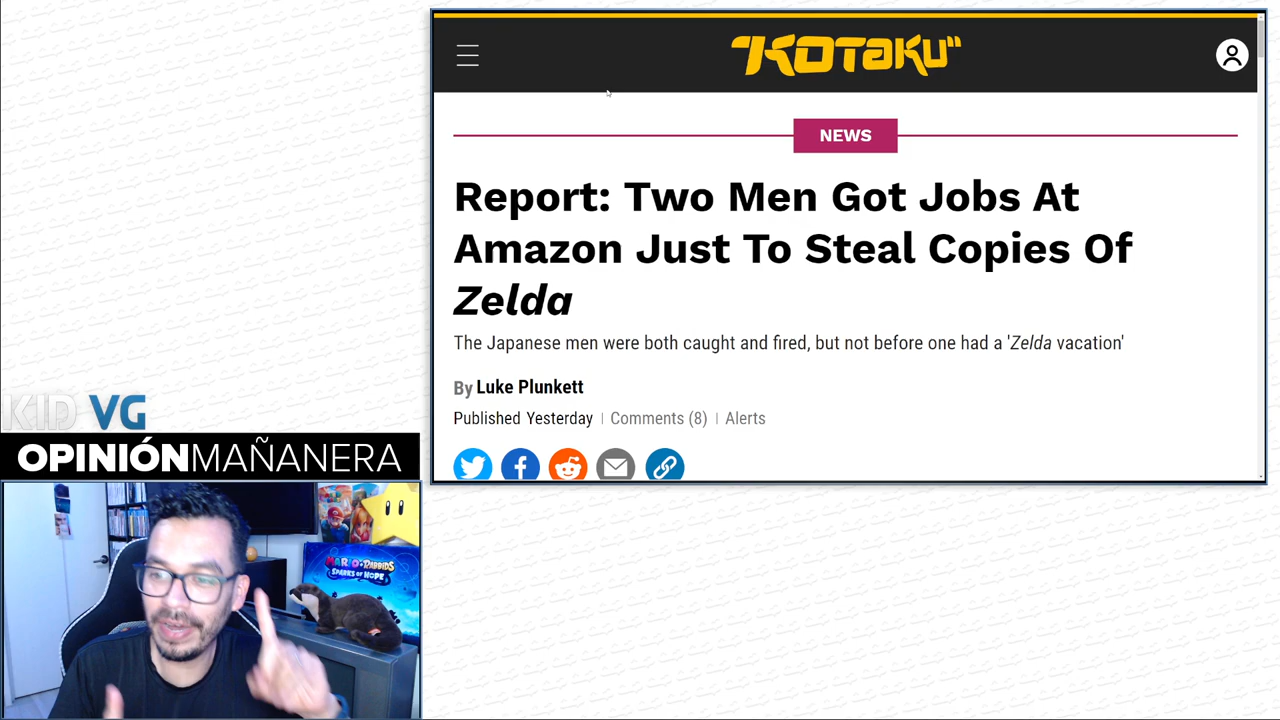 "KOTaKU"
NEWS
Report: Two Men Got Jobs At
Amazon Just To Steal Copies Of
Zelda
The Japanese men were both caught and fired, but not before one had a 'Zelda vacation'
By Luke Plunkett
Published Yesterday
Comments (8)
Alerts
KID VG
OPINIÓNMAÑANERA
MARIO+RABBIDS
SPARKS OF HOPE